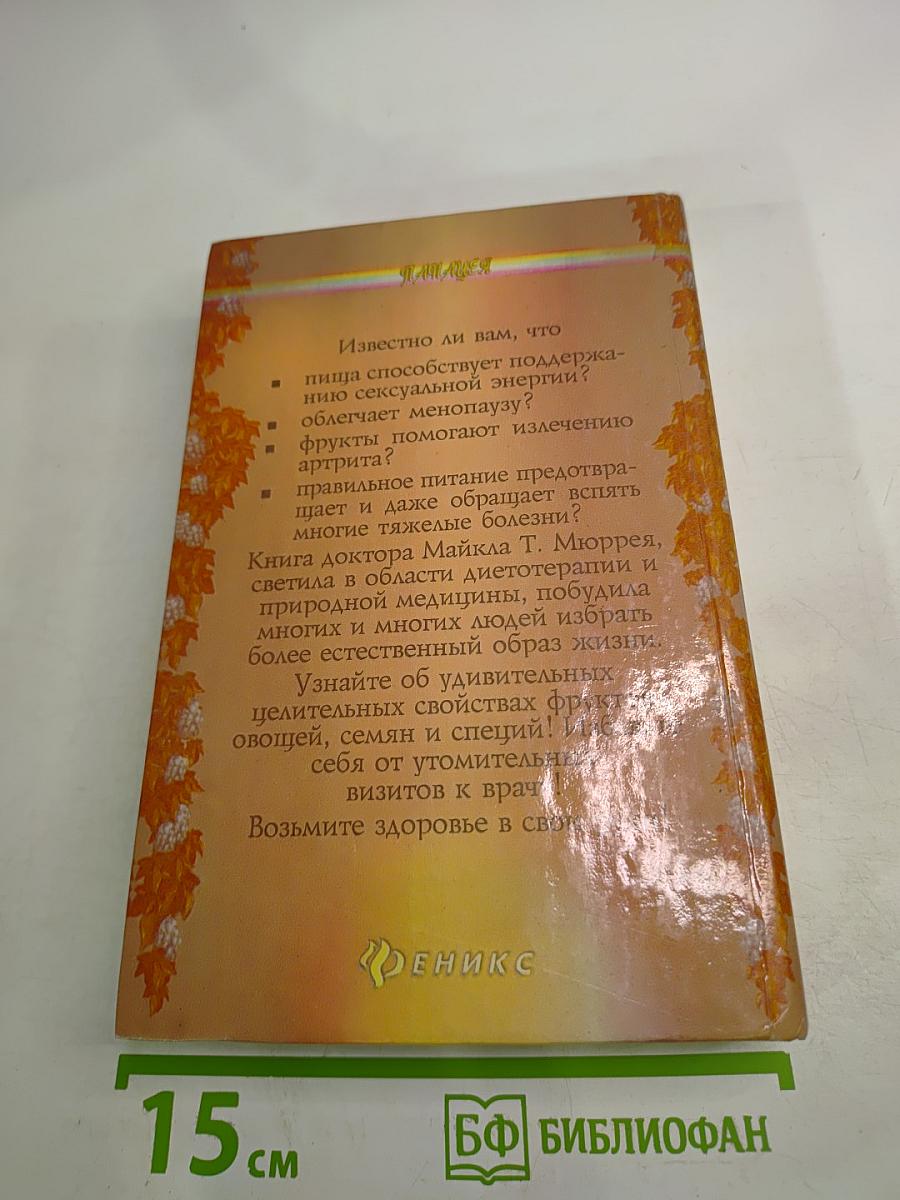 ПАНАЦЕЯ
Известно ли вам, что
▪ пища способствует поддержа-
нию сексуальной энергии?
▪ облегчает менопаузу?
▪ фрукты помогают излечению
артрита?
▪ правильное питание предотвра-
щает и даже обращает вспять
многие тяжелые болезни?
Книга доктора Майкла Т. Мюррея,
светила в области диетотерапии и
природной медицины, побудила
многих и многих людей избрать
более естественный образ жизни.
Узнайте об удивительных
целительных свойствах
овощей, семян и специй!
себя от утомительных
визитов к врачу!
Возьмите здоровье в свои
ФЕНИКС
15 см
БФ БИБЛИОФАН